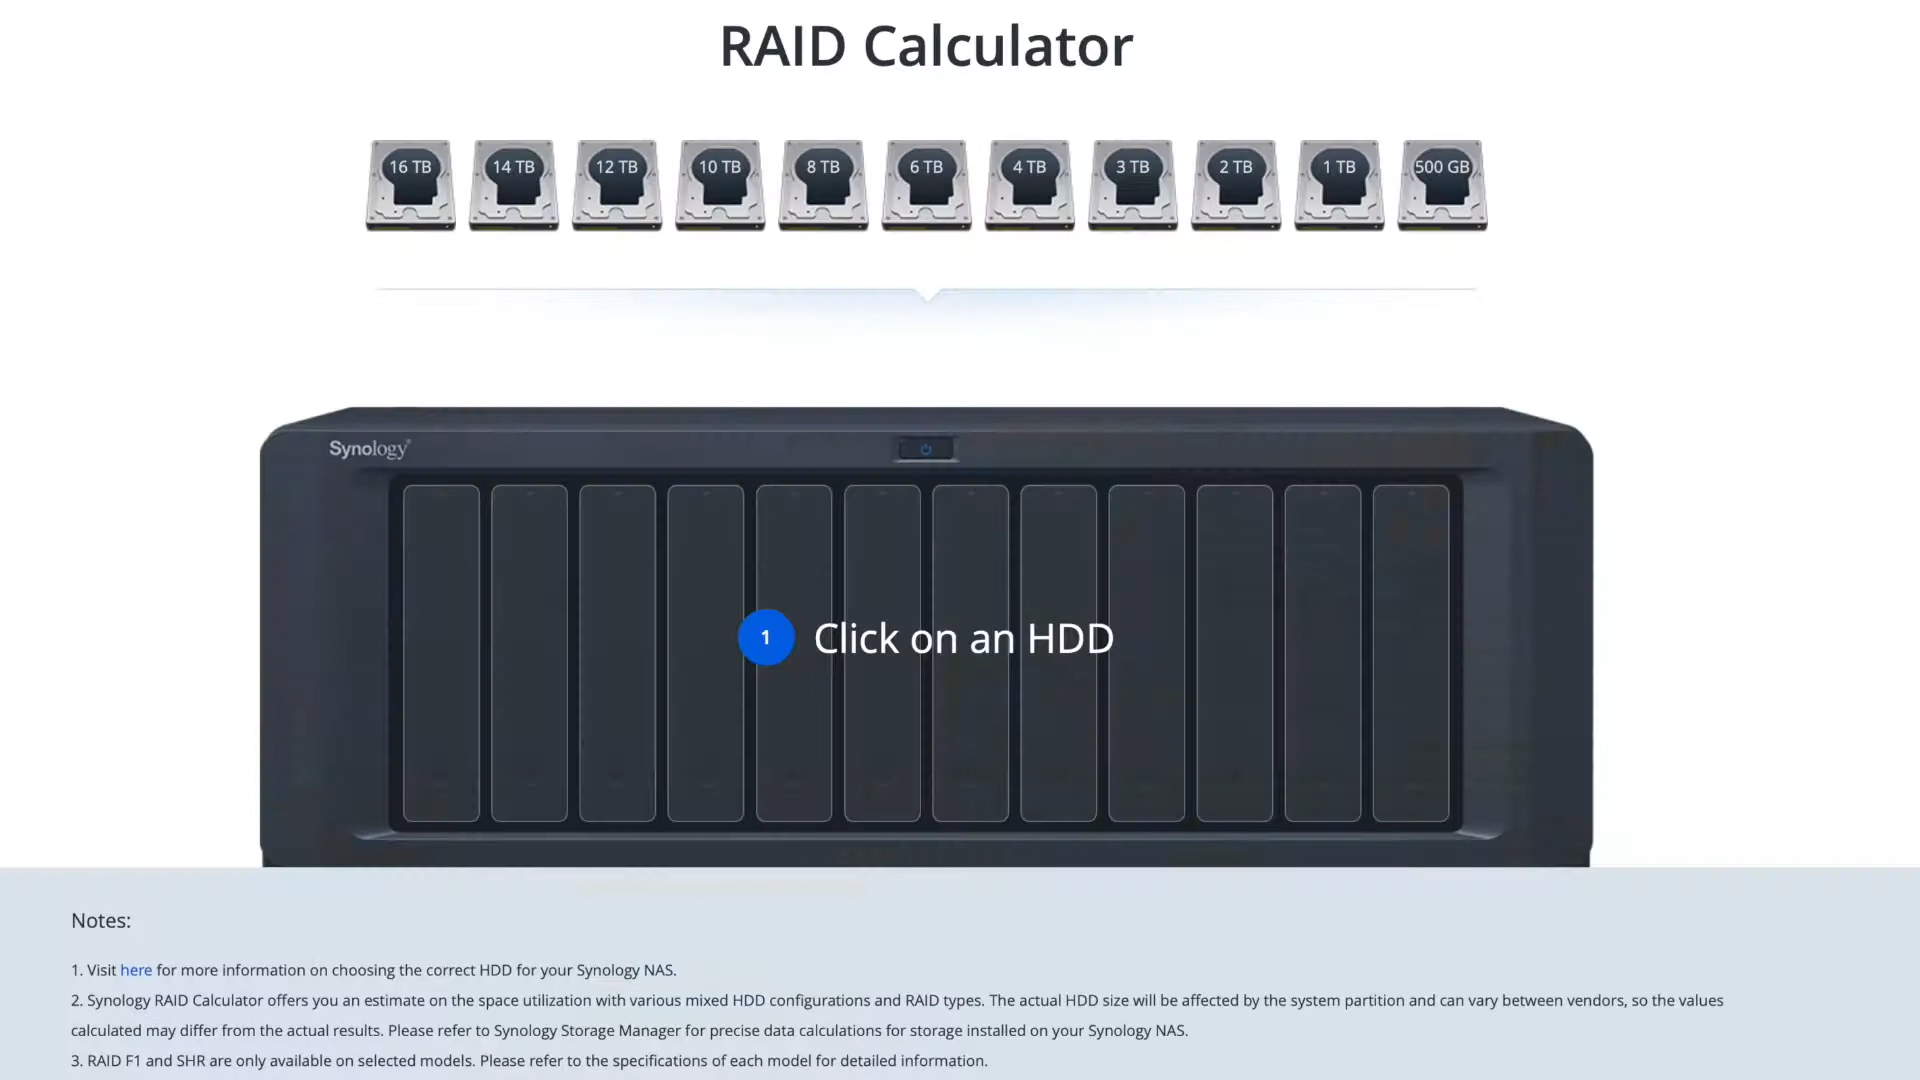 RAID Calculator
16 TB 14 TB 12 TB 10 TB 8 TB 6 TB 4 TB 3 TB 2 TB 1 TB 500 GB
Synology®
1 Click on an HDD
Notes:
1. Visit here for more information on choosing the correct HDD for your Synology NAS.
2. Synology RAID Calculator offers you an estimate on the space utilization with various mixed HDD configurations and RAID types. The actual HDD size will be affected by the system partition and can vary between vendors, so the values
calculated may differ from the actual results. Please refer to Synology Storage Manager for precise data calculations for storage installed on your Synology NAS.
3. RAID F1 and SHR are only available on selected models. Please refer to the specifications of each model for detailed information.